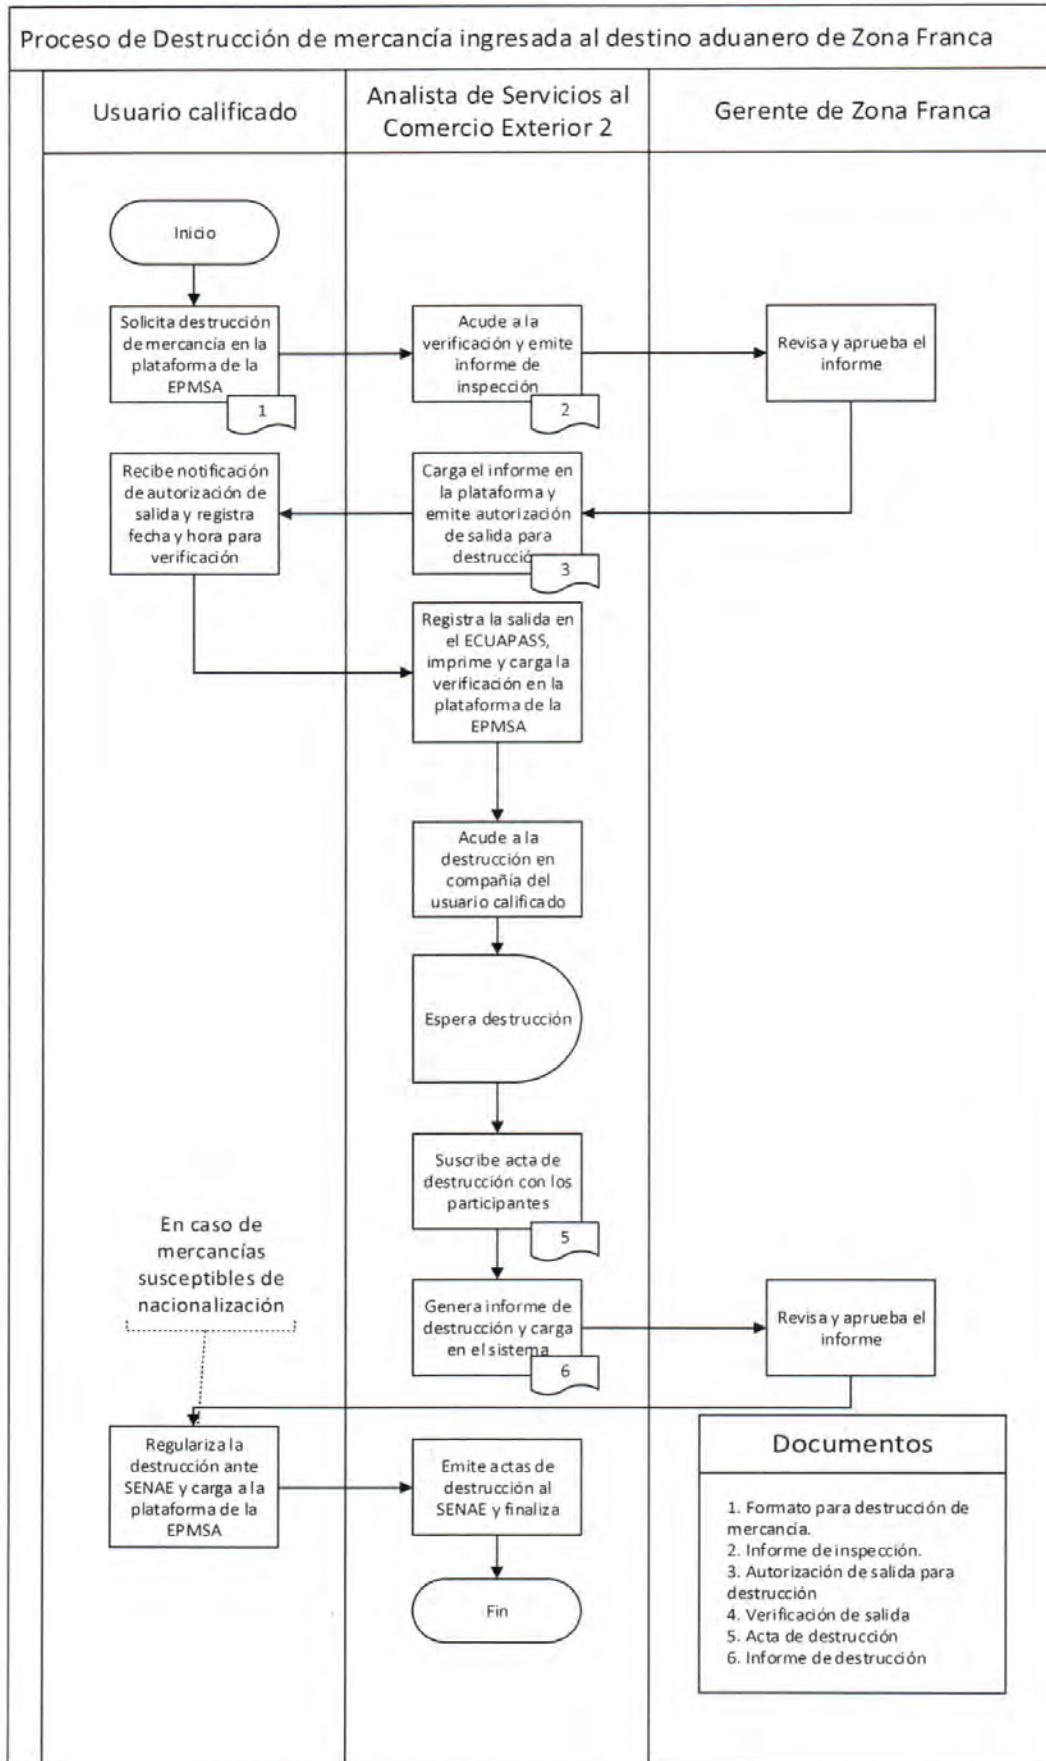 Proceso de Destrucción de mercancía ingresada al destino aduanero de Zona Franca
Usuario calificado
Analista de Servicios al
Comercio Exterior 2
Gerente de Zona Franca
Inicio
Solicita destrucción
de mercancía en la
plataforma de la
EPMSA
1
Acude a la
verificación y emite
informe de
inspección
2
Revisa y aprueba el
informe
Recibe notificación
de autorización de
salida y registra
fecha y hora para
verificación
Carga el informe en
la plataforma y
emite autorización
de salida para
destrucción
3
Registra la salida en
el ECUAPASS,
imprime y carga la
verificación en la
plataforma de la
EPMSA
Acude a la
destrucción en
compañía del
usuario calificado
Espera destrucción
Suscribe acta de
destrucción con los
participantes
5
En caso de
mercancías
susceptibles de
nacionalización
Genera informe de
destrucción y carga
en el sistema
6
Revisa y aprueba el
informe
Regulariza la
destrucción ante
SENAE y carga a la
plataforma de la
EPMSA
Emite actas de
destrucción al
SENAE y finaliza
Fin
Documentos
1. Formato para destrucción de
mercancía.
2. Informe de inspección.
3. Autorización de salida para
destrucción
4. Verificación de salida
5. Acta de destrucción
6. Informe de destrucción